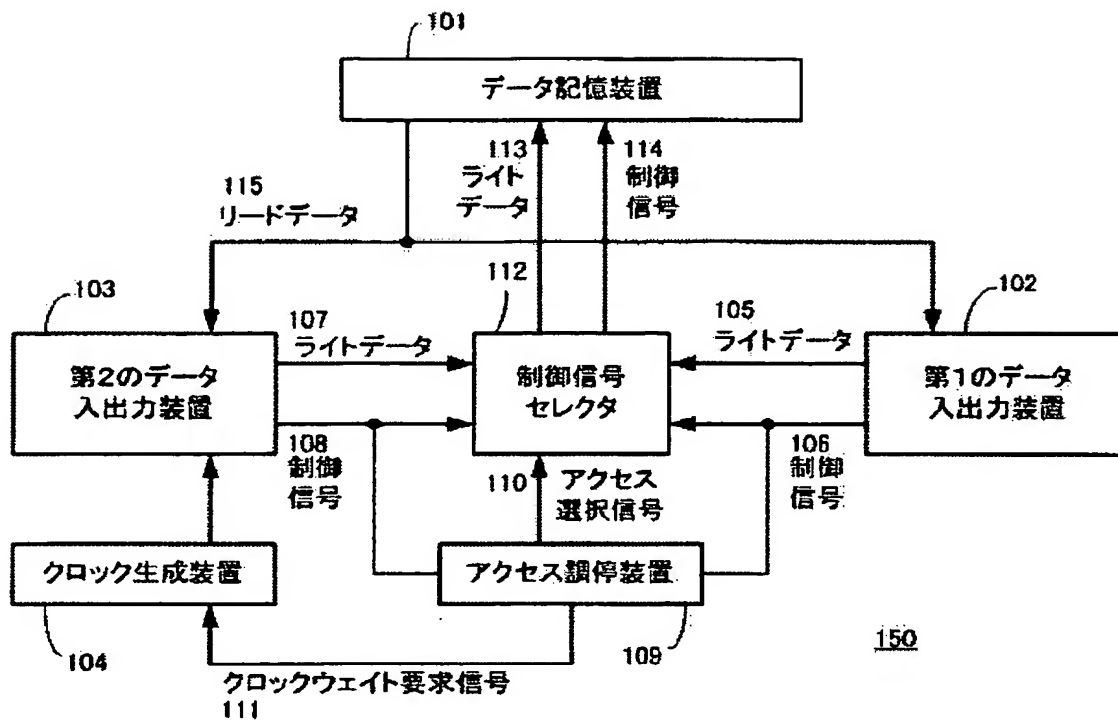 101
データ記憶装置
113
ライト
データ
114
制御
信号
115
リードデータ
103
112
102
107
ライトデータ
105
ライトデータ
第2のデータ
入出力装置
制御信号
セレクタ
第1のデータ
入出力装置
108
制御
信号
110
アクセス
選択信号
106
制御
信号
クロック生成装置
アクセス調停装置
104
109
150
クロックウェイト要求信号
111